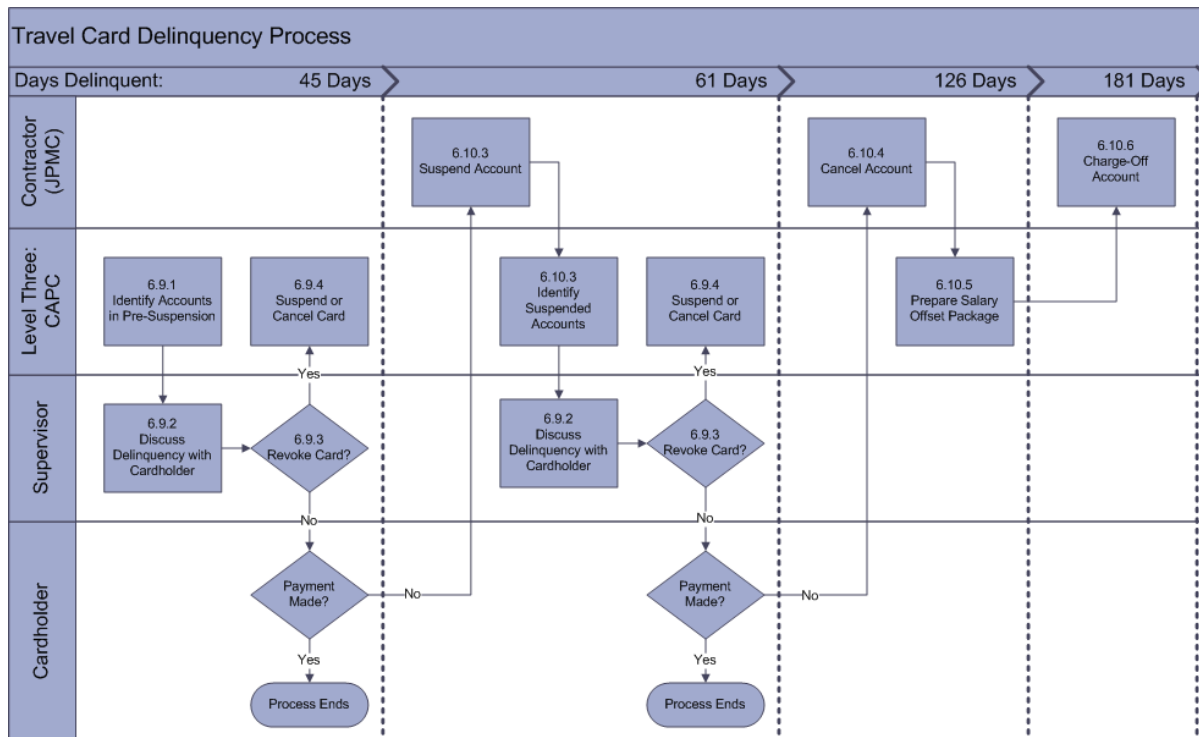 Travel Card Delinquency Process
Days Delinquent:
45 Days
61 Days
126 Days
181 Days
Contractor
(JPMC)
6.10.3
Suspend Account
6.10.4
Cancel Account
6.10.6
Charge-Off
Account
Level Three:
CAPC
6.9.1
Identify Accounts
in Pre-Suspension
6.9.4
Suspend or
Cancel Card
6.10.3
Identify
Suspended
Accounts
6.9.4
Suspend or
Cancel Card
6.10.5
Prepare Salary
Offset Package
Yes
Yes
Supervisor
6.9.2
Discuss
Delinquency with
Cardholder
6.9.3
Revoke Card?
6.9.2
Discuss
Delinquency with
Cardholder
6.9.3
Revoke Card?
No
No
Cardholder
Payment
Made?
No
Payment
Made?
No
Yes
Yes
Process Ends
Process Ends